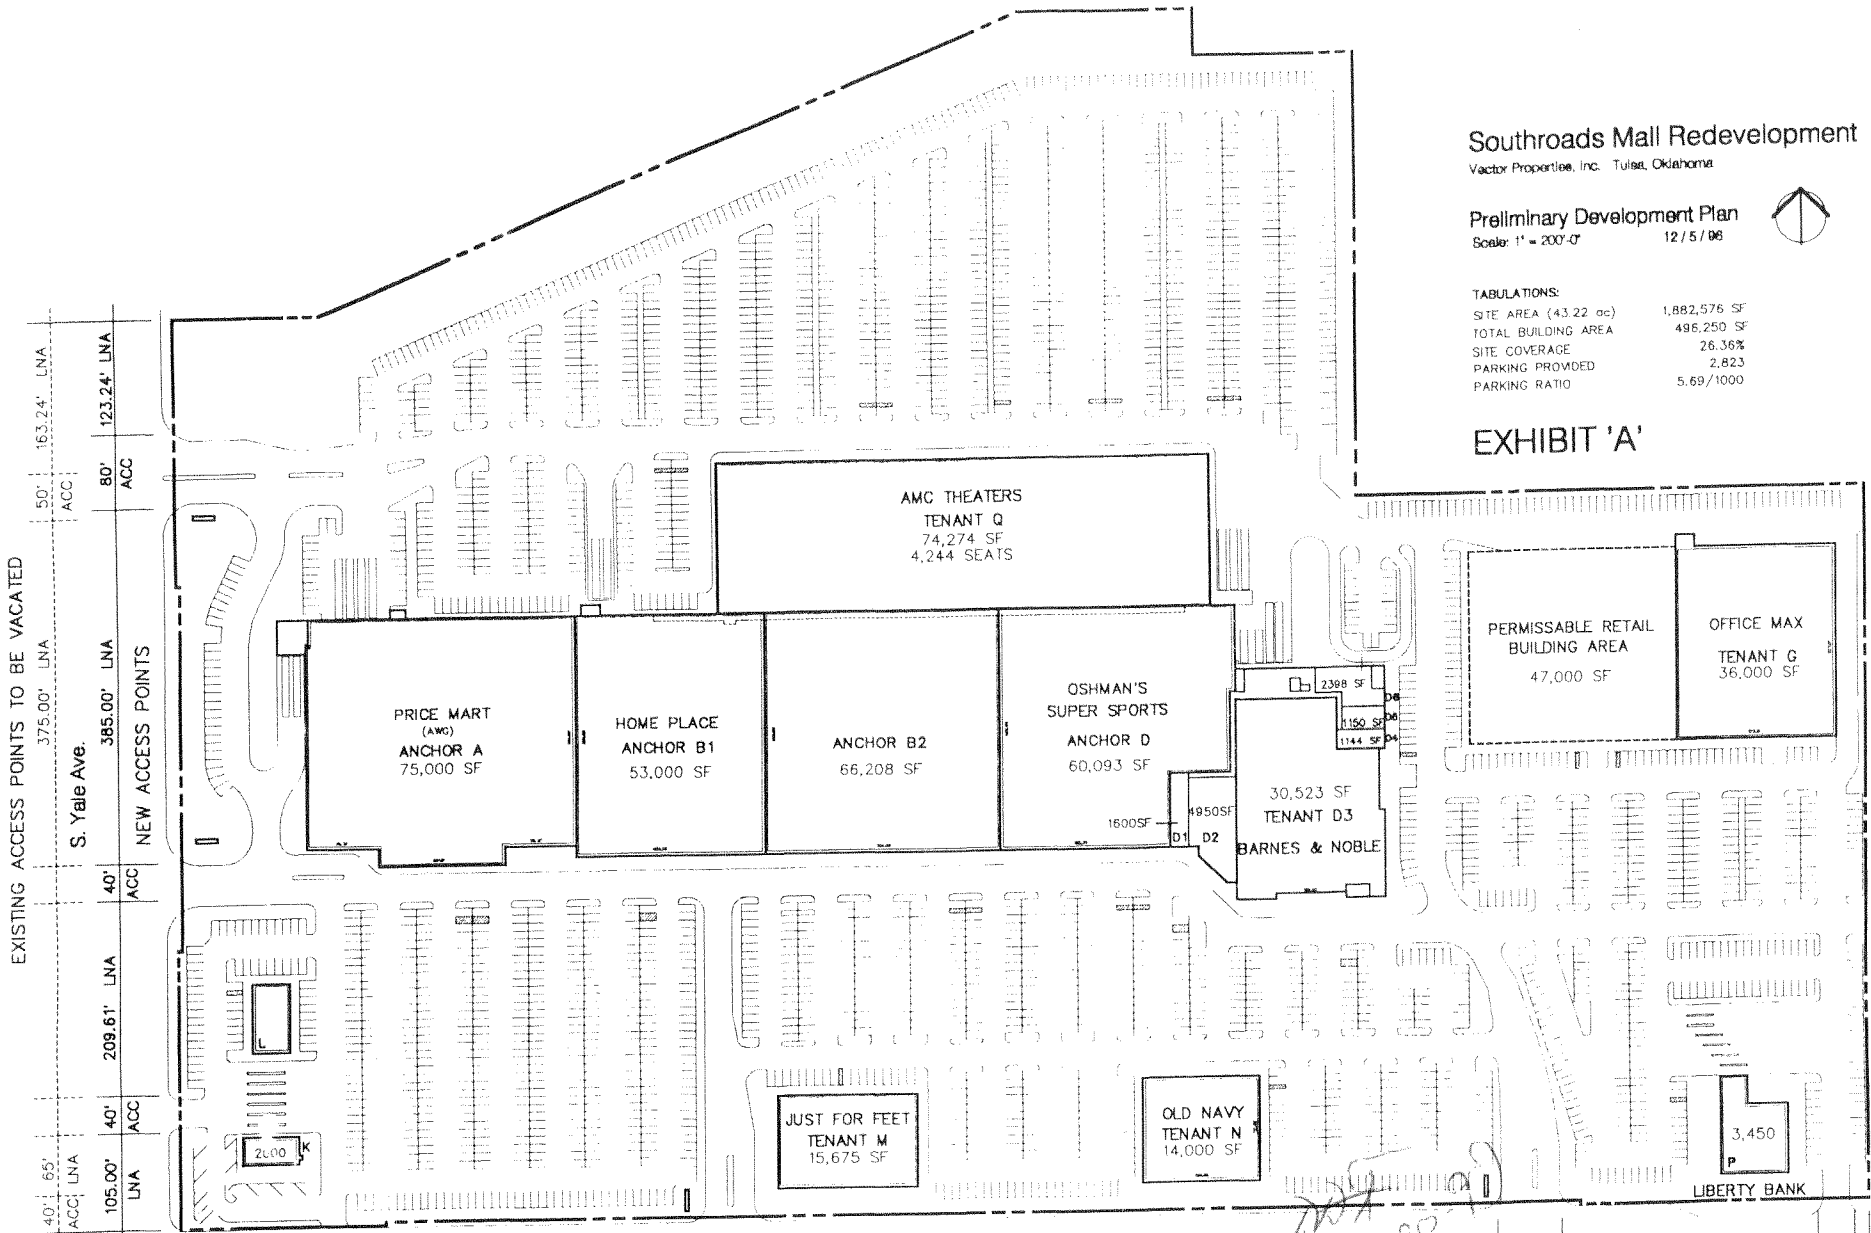 Southroads Mall Redevelopment
Vector Properties, Inc. Tulsa, Oklahoma
Preliminary Development Plan
Scale: 1" = 200'-0" 12 / 5 / 96
TABULATIONS:
SITE AREA (43.22 ac) 1,882,576 SF
TOTAL BUILDING AREA 496,250 SF
SITE COVERAGE 26.36%
PARKING PROVIDED 2,823
PARKING RATIO 5.69/1000
EXHIBIT 'A'
EXISTING ACCESS POINTS TO BE VACATED
40' 65' 375.00' LNA 50' 163.24' LNA
ACC LNA ACC
S. Yale Ave.
105.00' 40' 209.61' LNA 40' 385.00' LNA 80' 123.24' LNA
LNA ACC ACC ACC
NEW ACCESS POINTS
AMC THEATERS
TENANT Q
74,274 SF
4,244 SEATS
PRICE MART
(AWG)
ANCHOR A
75,000 SF
HOME PLACE
ANCHOR B1
53,000 SF
ANCHOR B2
66,208 SF
OSHMAN'S
SUPER SPORTS
ANCHOR D
60,093 SF
1600SF
D1
4950SF
D2
2398 SF
1150 SF
1144 SF D4
30,523 SF
TENANT D3
BARNES & NOBLE
PERMISSABLE RETAIL
BUILDING AREA
47,000 SF
OFFICE MAX
TENANT G
36,000 SF
L
K
JUST FOR FEET
TENANT M
15,675 SF
OLD NAVY
TENANT N
14,000 SF
3,450
P
LIBERTY BANK